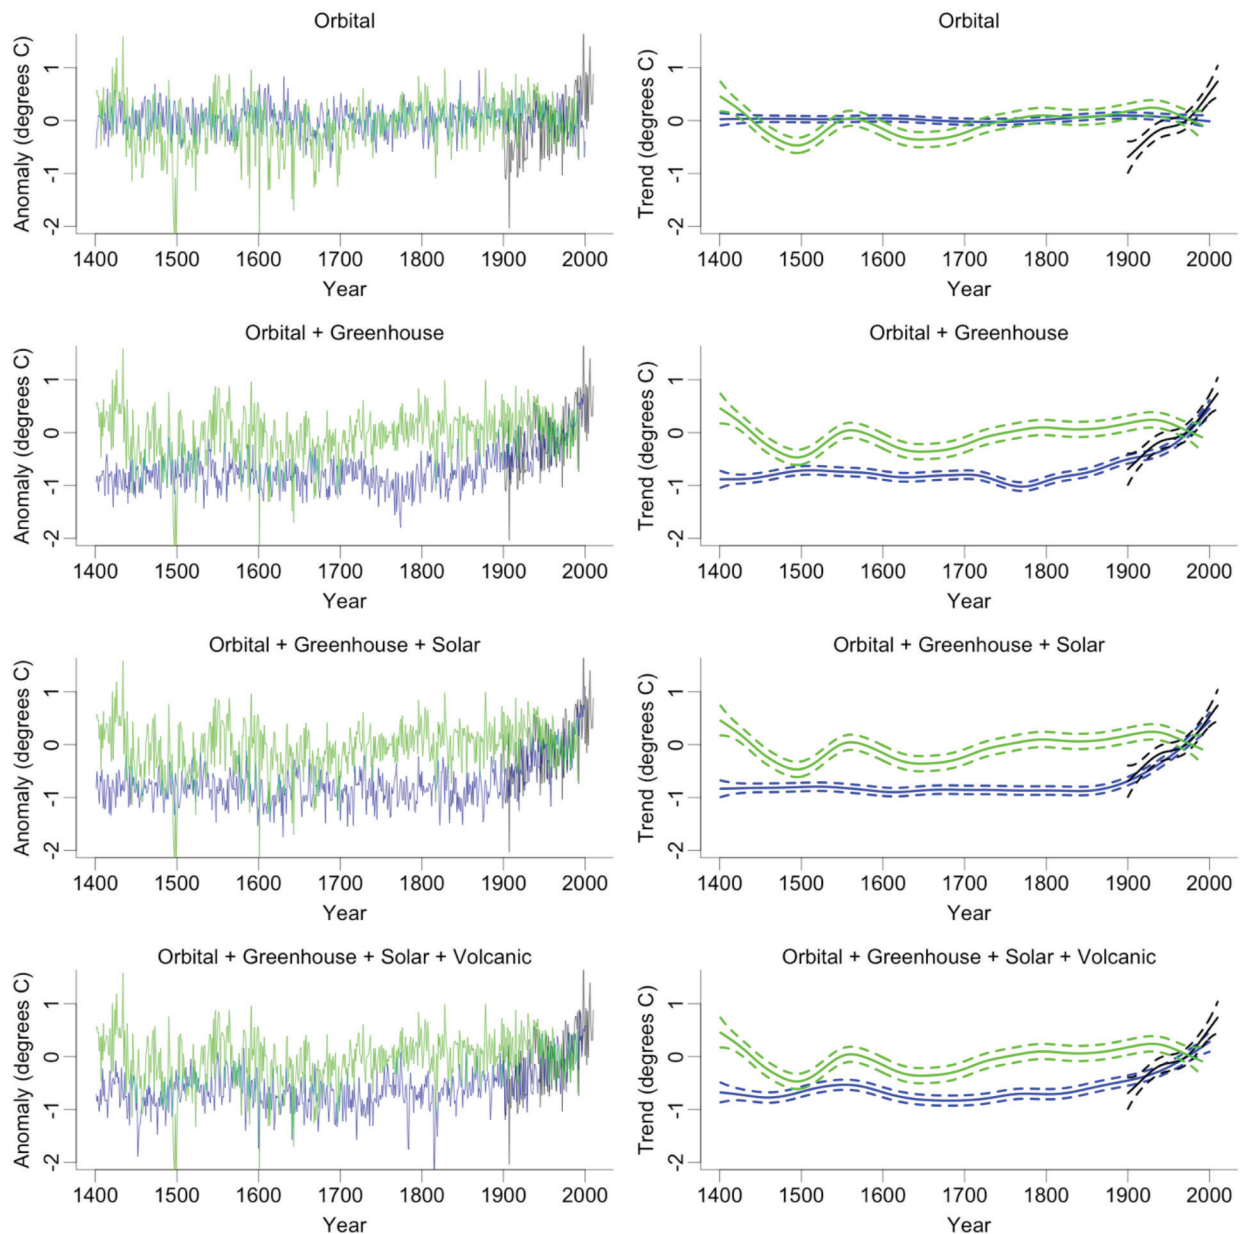 Orbital
Anomaly (degrees C)
1
0
-1
-2
1400 1500 1600 1700 1800 1900 2000
Year
Orbital
Trend (degrees C)
1
0
-1
-2
1400 1500 1600 1700 1800 1900 2000
Year
Orbital + Greenhouse
Anomaly (degrees C)
1
0
-1
-2
1400 1500 1600 1700 1800 1900 2000
Year
Orbital + Greenhouse
Trend (degrees C)
1
0
-1
-2
1400 1500 1600 1700 1800 1900 2000
Year
Orbital + Greenhouse + Solar
Anomaly (degrees C)
1
0
-1
-2
1400 1500 1600 1700 1800 1900 2000
Year
Orbital + Greenhouse + Solar
Trend (degrees C)
1
0
-1
-2
1400 1500 1600 1700 1800 1900 2000
Year
Orbital + Greenhouse + Solar + Volcanic
Anomaly (degrees C)
1
0
-1
-2
1400 1500 1600 1700 1800 1900 2000
Year
Orbital + Greenhouse + Solar + Volcanic
Trend (degrees C)
1
0
-1
-2
1400 1500 1600 1700 1800 1900 2000
Year